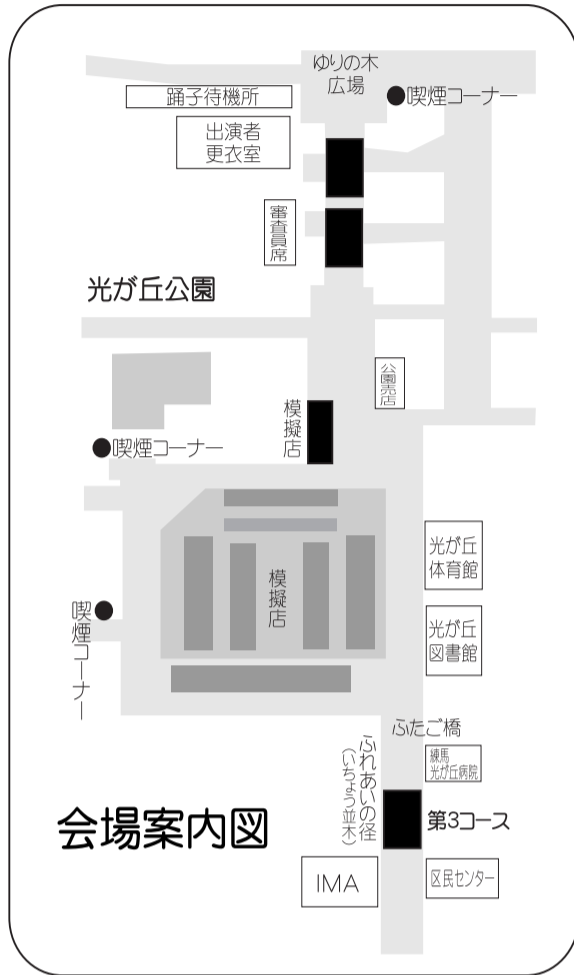 ゆりの木
広場
踊子待機所
●喫煙コーナー
出演者
更衣室
審査員席
光が丘公園
公園売店
模擬店
●喫煙コーナー
光が丘
体育館
模擬店
喫煙コーナー
光が丘
図書館
ふたご橋
ふれあいの径
(いちょう並木)
練馬
光が丘病院
会場案内図
第3コース
IMA
区民センター